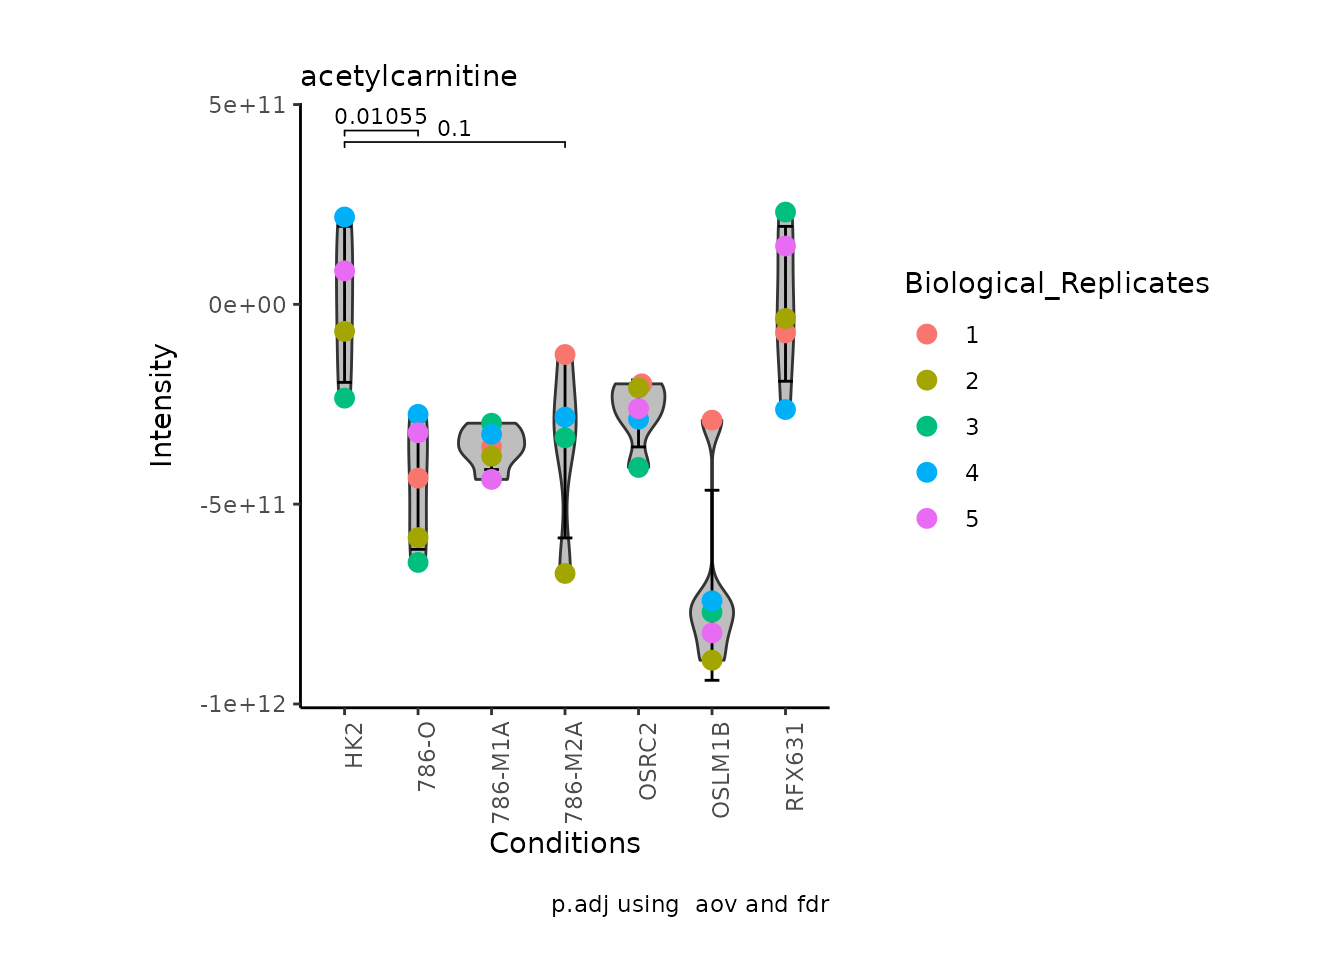 acetylcarnitine
5e+11
0.01055
0.1
0e+00
-5e+11
-1e+12
Intensity
HK2
786-O
786-M1A
786-M2A
OSRC2
OSLM1B
RFX631
Conditions
Biological_Replicates
1
2
3
4
5
p.adj using  aov and fdr